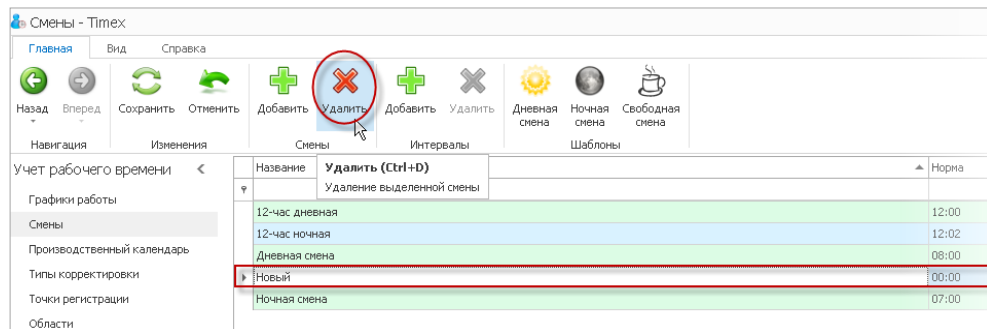 Смены - Timex
Главная Вид Справка
Назад Вперед Сохранить Отменить Добавить Удалить Добавить Удалить Дневная смена Ночная смена Свободная смена
Навигация Изменения Смены Интервалы Шаблоны
Учет рабочего времени <
Графики работы
Смены
Производственный календарь
Типы корректировки
Точки регистрации
Области
Название Норма
Удалить (Ctrl+D)
Удаление выделенной смены
12-час дневная 12:00
12-час ночная 12:02
Дневная смена 08:00
Новый 00:00
Ночная смена 07:00